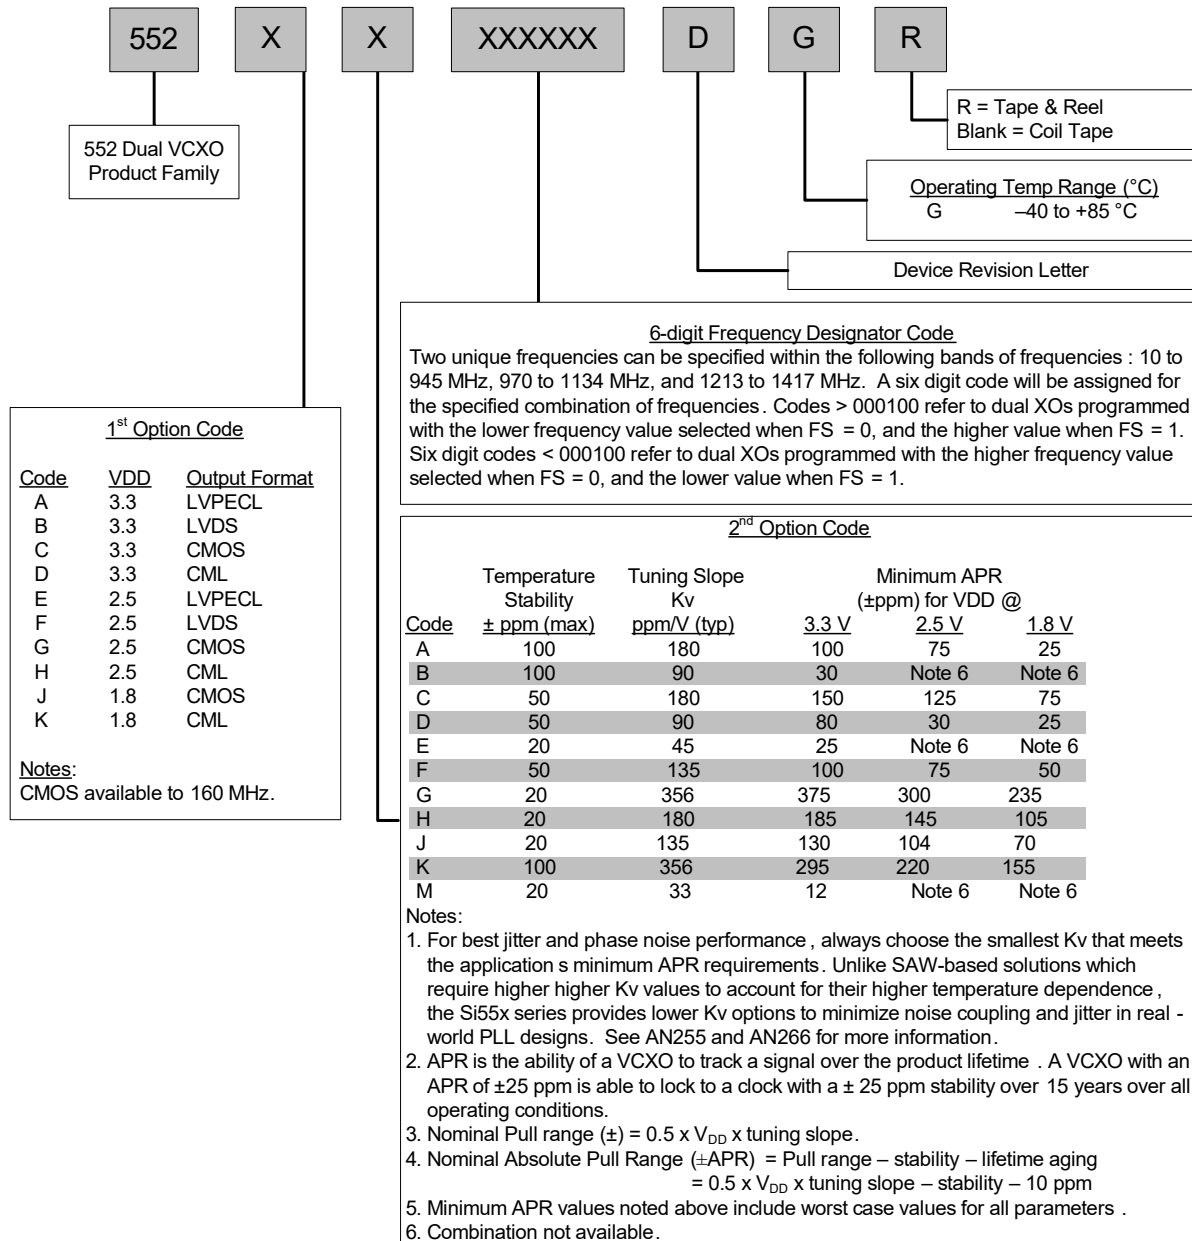 552 X X XXXXXX D G R
R = Tape & Reel
Blank = Coil Tape
552 Dual VCXO
Product Family
Operating Temp Range (°C)
G –40 to +85 °C
Device Revision Letter
6-digit Frequency Designator Code
Two unique frequencies can be specified within the following bands of frequencies : 10 to
945 MHz, 970 to 1134 MHz, and 1213 to 1417 MHz. A six digit code will be assigned for
the specified combination of frequencies. Codes > 000100 refer to dual XOs programmed
with the lower frequency value selected when FS = 0, and the higher value when FS = 1.
Six digit codes < 000100 refer to dual XOs programmed with the higher frequency value
selected when FS = 0, and the lower value when FS = 1.
1st Option Code
Code VDD Output Format
A 3.3 LVPECL
B 3.3 LVDS
C 3.3 CMOS
D 3.3 CML
E 2.5 LVPECL
F 2.5 LVDS
G 2.5 CMOS
H 2.5 CML
J 1.8 CMOS
K 1.8 CML
Notes:
CMOS available to 160 MHz.
2nd Option Code
Temperature Tuning Slope Minimum APR
Stability Kv (±ppm) for VDD @
Code ± ppm (max) ppm/V (typ) 3.3 V 2.5 V 1.8 V
A 100 180 100 75 25
B 100 90 30 Note 6 Note 6
C 50 180 150 125 75
D 50 90 80 30 25
E 20 45 25 Note 6 Note 6
F 50 135 100 75 50
G 20 356 375 300 235
H 20 180 185 145 105
J 20 135 130 104 70
K 100 356 295 220 155
M 20 33 12 Note 6 Note 6
Notes:
1. For best jitter and phase noise performance , always choose the smallest Kv that meets
the application s minimum APR requirements. Unlike SAW-based solutions which
require higher higher Kv values to account for their higher temperature dependence ,
the Si55x series provides lower Kv options to minimize noise coupling and jitter in real -
world PLL designs. See AN255 and AN266 for more information.
2. APR is the ability of a VCXO to track a signal over the product lifetime . A VCXO with an
APR of ±25 ppm is able to lock to a clock with a ± 25 ppm stability over 15 years over all
operating conditions.
3. Nominal Pull range (±) = 0.5 x VDD x tuning slope.
4. Nominal Absolute Pull Range (±APR) = Pull range – stability – lifetime aging
= 0.5 x VDD x tuning slope – stability – 10 ppm
5. Minimum APR values noted above include worst case values for all parameters .
6. Combination not available.